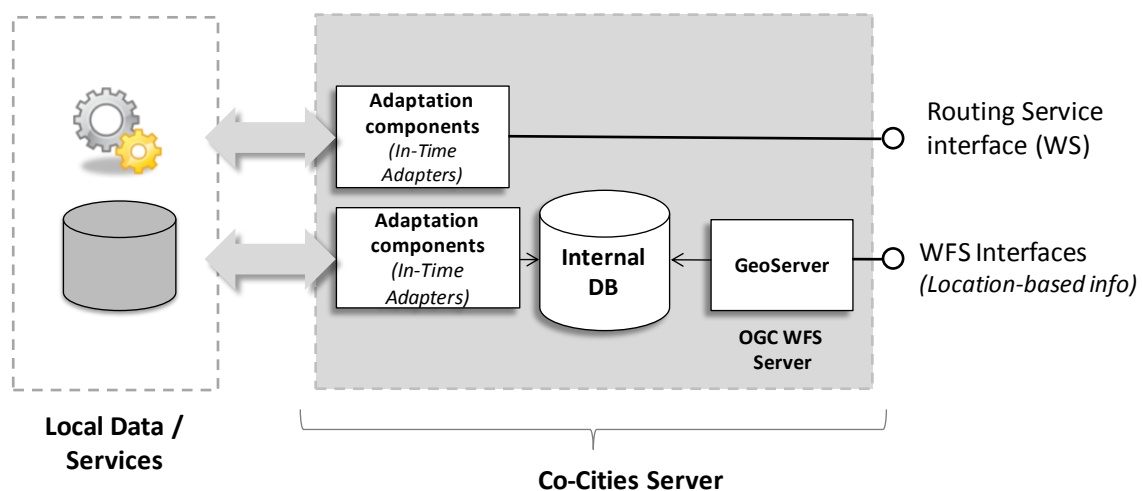 Adaptation
components
(In-Time
Adapters)
Routing Service
interface (WS)
Adaptation
components
(In-Time
Adapters)
Internal
DB
GeoServer
WFS Interfaces
(Location-based info)
OGC WFS
Server
Local Data /
Services
Co-Cities Server